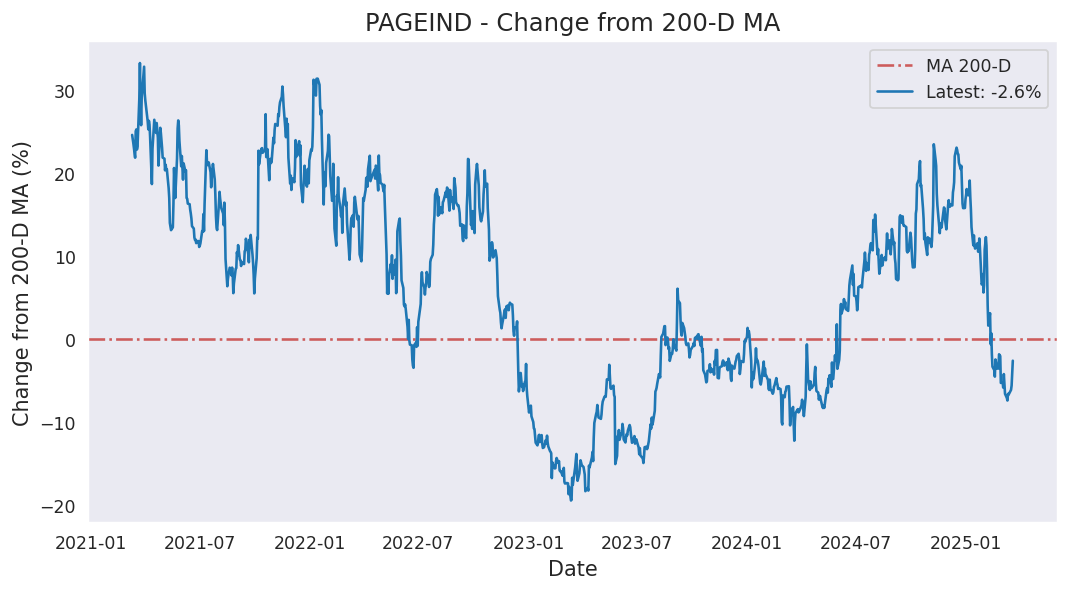 PAGEIND - Change from 200-D MA
MA 200-D
Latest: -2.6%
Change from 200-D MA (%)
30
20
10
0
−10
−20
2021-01 2021-07 2022-01 2022-07 2023-01 2023-07 2024-01 2024-07 2025-01
Date